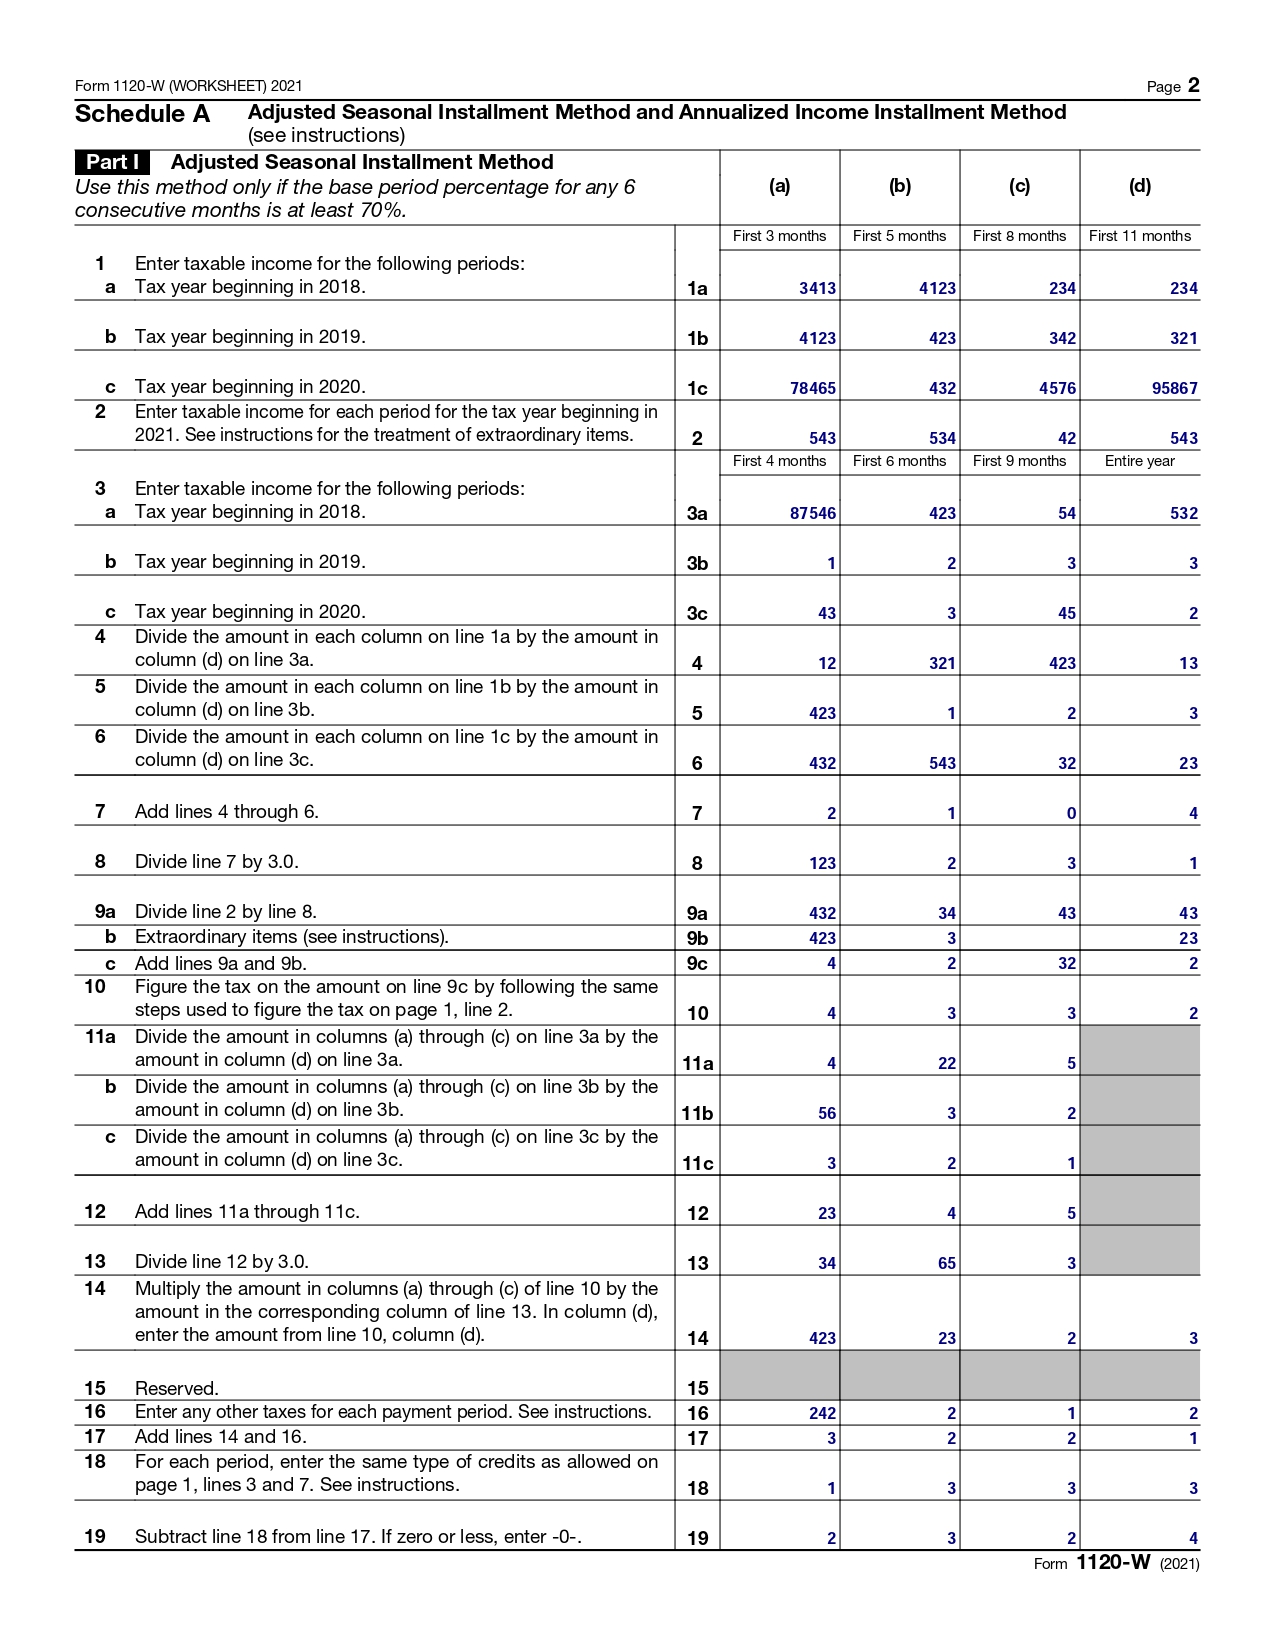 Form 1120-W (WORKSHEET) 2021 Page 2
Schedule A Adjusted Seasonal Installment Method and Annualized Income Installment Method
(see instructions)
Part I Adjusted Seasonal Installment Method
Use this method only if the base period percentage for any 6 (a) (b) (c) (d)
consecutive months is at least 70%.
First 3 months First 5 months First 8 months First 11 months
1 Enter taxable income for the following periods:
a Tax year beginning in 2018. 1a 3413 4123 234 234
b Tax year beginning in 2019. 1b 4123 423 342 321
c Tax year beginning in 2020. 1c 78465 432 4576 95867
2 Enter taxable income for each period for the tax year beginning in
2021. See instructions for the treatment of extraordinary items. 2 543 534 42 543
First 4 months First 6 months First 9 months Entire year
3 Enter taxable income for the following periods:
a Tax year beginning in 2018. 3a 87546 423 54 532
b Tax year beginning in 2019. 3b 1 2 3 3
c Tax year beginning in 2020. 3c 43 3 45 2
4 Divide the amount in each column on line 1a by the amount in
column (d) on line 3a. 4 12 321 423 13
5 Divide the amount in each column on line 1b by the amount in
column (d) on line 3b. 5 423 1 2 3
6 Divide the amount in each column on line 1c by the amount in
column (d) on line 3c. 6 432 543 32 23
7 Add lines 4 through 6. 7 2 1 0 4
8 Divide line 7 by 3.0. 8 123 2 3 1
9a Divide line 2 by line 8. 9a 432 34 43 43
b Extraordinary items (see instructions). 9b 423 3 23
c Add lines 9a and 9b. 9c 4 2 32 2
10 Figure the tax on the amount on line 9c by following the same
steps used to figure the tax on page 1, line 2. 10 4 3 3 2
11a Divide the amount in columns (a) through (c) on line 3a by the
amount in column (d) on line 3a. 11a 4 22 5
b Divide the amount in columns (a) through (c) on line 3b by the
amount in column (d) on line 3b. 11b 56 3 2
c Divide the amount in columns (a) through (c) on line 3c by the
amount in column (d) on line 3c. 11c 3 2 1
12 Add lines 11a through 11c. 12 23 4 5
13 Divide line 12 by 3.0. 13 34 65 3
14 Multiply the amount in columns (a) through (c) of line 10 by the
amount in the corresponding column of line 13. In column (d),
enter the amount from line 10, column (d). 14 423 23 2 3
15 Reserved. 15
16 Enter any other taxes for each payment period. See instructions. 16 242 2 1 2
17 Add lines 14 and 16. 17 3 2 2 1
18 For each period, enter the same type of credits as allowed on
page 1, lines 3 and 7. See instructions. 18 1 3 3 3
19 Subtract line 18 from line 17. If zero or less, enter -0-. 19 2 3 2 4
Form 1120-W (2021)